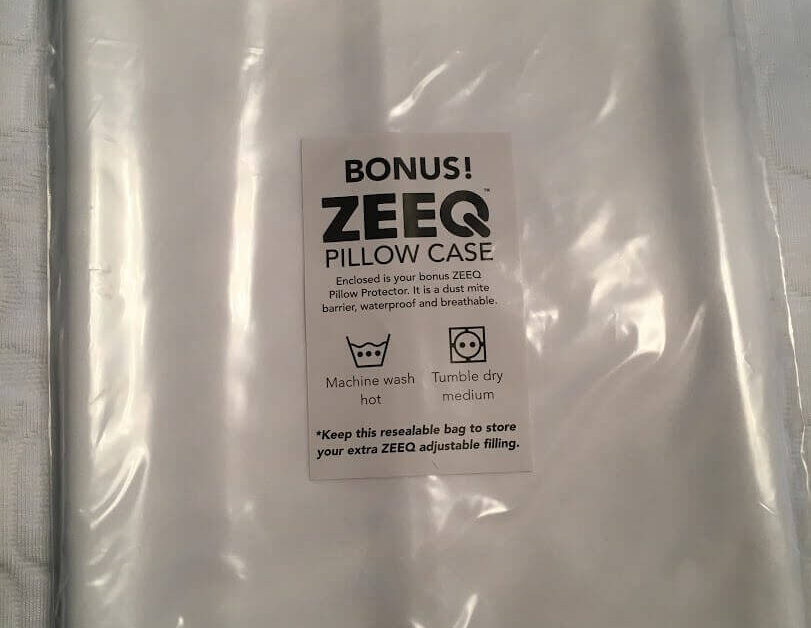 BONUS!
ZEEQ™
PILLOW CASE
Enclosed is your bonus ZEEQ
Pillow Protector. It is a dust mite
barrier, waterproof and breathable.
Machine wash
hot
Tumble dry
medium
*Keep this resealable bag to store
your extra ZEEQ adjustable filling.